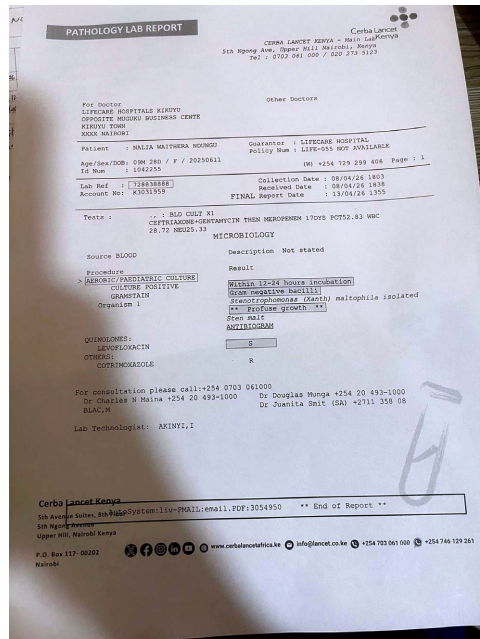 PATHOLOGY LAB REPORT
Cerba Lancet
Kenya
CERBA LANCET KENYA - Main Lab
5th Ngong Ave, Upper Hill Nairobi, Kenya
Tel : 0703 061 000 / 020 273 5123
For Doctor
Other Doctors
LIFECARE HOSPITALS KIKUYU
OPPOSITE MUGUKU BUSINESS CENTE
KIKUYU TOWN
XXXX NAIROBI
Patient : NALIA WAITHERA NDUNGU
Guarantor : LIFECARE HOSPITAL
Policy Num : LIFE-055 NOT AVAILABLE
Age/Sex/DOB: 09M 28D / F / 20250611
(W) +254 729 299 406 Page : 1
Id Num : 1042255
Lab Ref : 728838888
Collection Date : 08/04/26 1803
Account No: K3031959
Received Date : 08/04/26 1838
FINAL Report Date : 13/04/26 1355
Tests : ., : BLD CULT X1
CEFTRIAXONE+GENTAMYCIN THEN MEROPENEM 17DYS PCT52.83 WBC
28.72 NEU25.33
MICROBIOLOGY
Source BLOOD
Description Not stated
Procedure
Result
> AEROBIC/PAEDIATRIC CULTURE
CULTURE POSITIVE
Within 12-24 hours incubation
GRAMSTAIN
Gram negative bacilli
Organism 1
Stenotrophomonas (Xanth) maltophila isolated
** Profuse growth **
Sten malt
ANTIBIOGRAM
QUINOLONES:
LEVOFLOXACIN S
OTHERS:
COTRIMOXAZOLE R
For consultation please call:+254 0703 061000
Dr Charles N Maina +254 20 493-1000
Dr Douglas Munga +254 20 493-1000
BLAC,M
Dr Juanita Smit (SA) +2711 358 08
Lab Technologist: AKINYI,I
Cerba Lancet Kenya
AutoSystem:liv-PMAIL:email.PDF:3054950 ** End of Report **
5th Avenue Suites, 5th Floor
5th Ngong Avenue
Upper Hill, Nairobi Kenya
P.O. Box 117- 00202
Nairobi
www.cerbalancetafrica.ke
info@lancet.co.ke
+254 703 061 000
+254 746 129 261